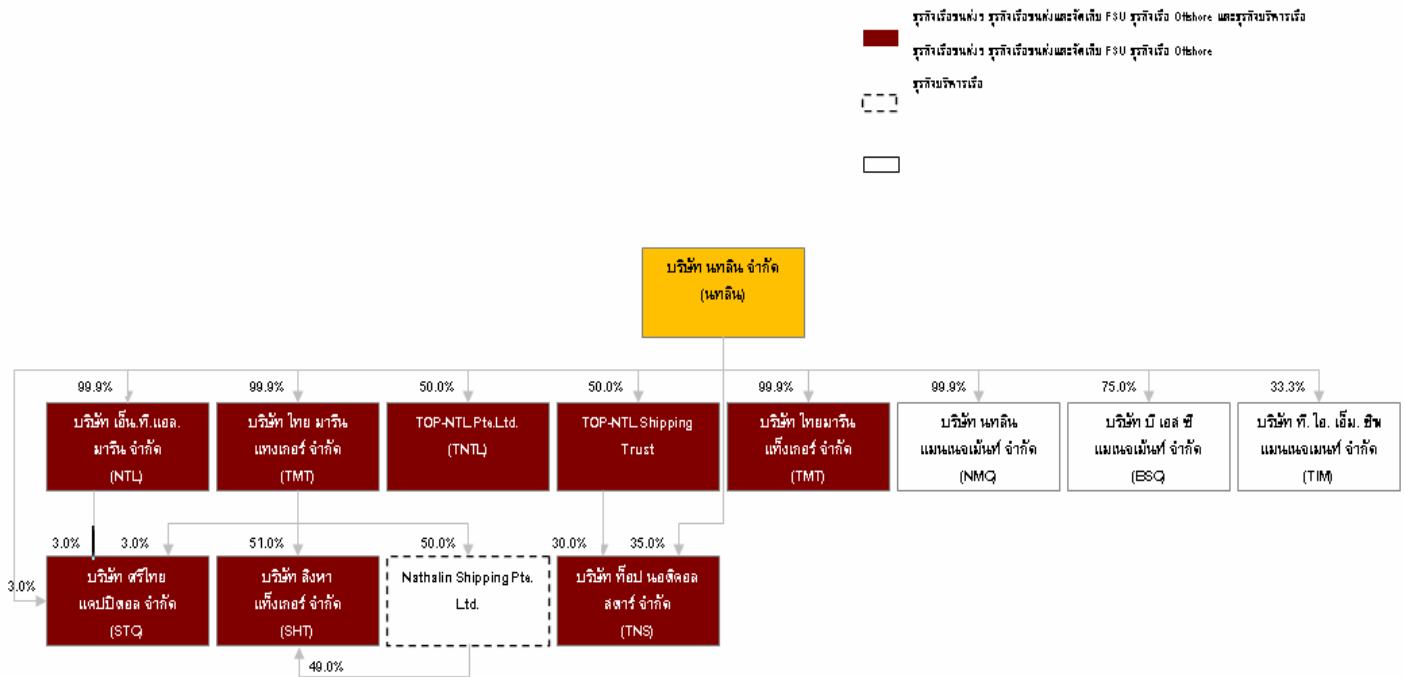 ธุรกิจเรือขนส่งฯ ธุรกิจเรือขนส่งและจัดเก็บ FSU ธุรกิจเรือ Offshore และธุรกิจบริหารเรือ
ธุรกิจเรือขนส่งฯ ธุรกิจเรือขนส่งและจัดเก็บ FSU ธุรกิจเรือ Offshore
ธุรกิจบริหารเรือ
บริษัท นทลิน จำกัด
(นทลิน)
99.9% 99.9% 50.0% 50.0% 99.9% 99.9% 75.0% 33.3%
บริษัท เอ็น.ที.แอล.
มารีน จำกัด
(NTL)
บริษัท ไทย มารีน
แทงเกอร์ จำกัด
(TMT)
TOP-NTL Pte.Ltd.
(TNTL)
TOP-NTL Shipping
Trust
บริษัท ไทยมารีน
แท็งเกอร์ จำกัด
(TMT)
บริษัท นทลิน
แมนเนจเม้นท์ จำกัด
(NMC)
บริษัท บี เอส ซี
แมเนจเม้นท์ จำกัด
(BSC)
บริษัท ที. ไอ. เอ็ม. ชิพ
แมนเนจเมนท์ จำกัด
(TIM)
3.0% 3.0% 51.0% 50.0% 30.0% 35.0%
3.0%
บริษัท ศรีไทย
แคปปิตอล จำกัด
(STC)
บริษัท สิงหา
แท็งเกอร์ จำกัด
(SHT)
Nathalin Shipping Pte.
Ltd.
บริษัท ท็อป นอติคอล
สตาร์ จำกัด
(TNS)
49.0%